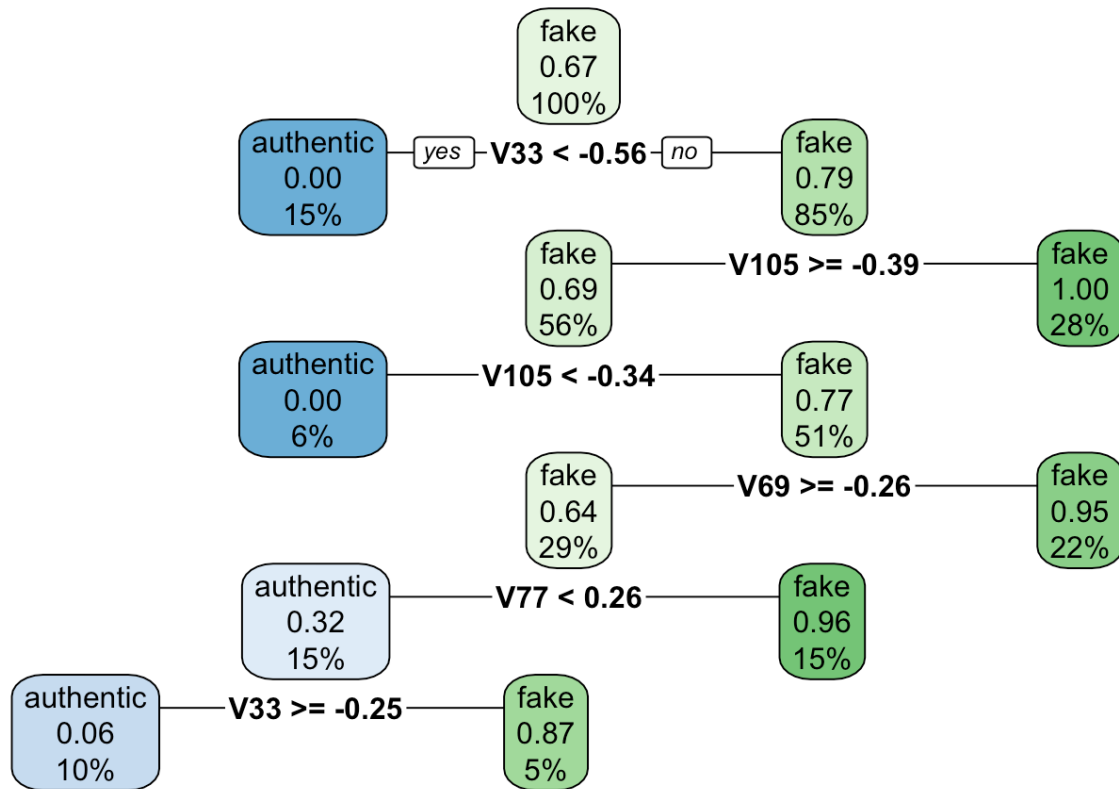 fake
0.67
100%
authentic
0.00
15%
yes
V33 < -0.56
no
fake
0.79
85%
fake
0.69
56%
V105 >= -0.39
fake
1.00
28%
authentic
0.00
6%
V105 < -0.34
fake
0.77
51%
fake
0.64
29%
V69 >= -0.26
fake
0.95
22%
authentic
0.32
15%
V77 < 0.26
fake
0.96
15%
authentic
0.06
10%
V33 >= -0.25
fake
0.87
5%